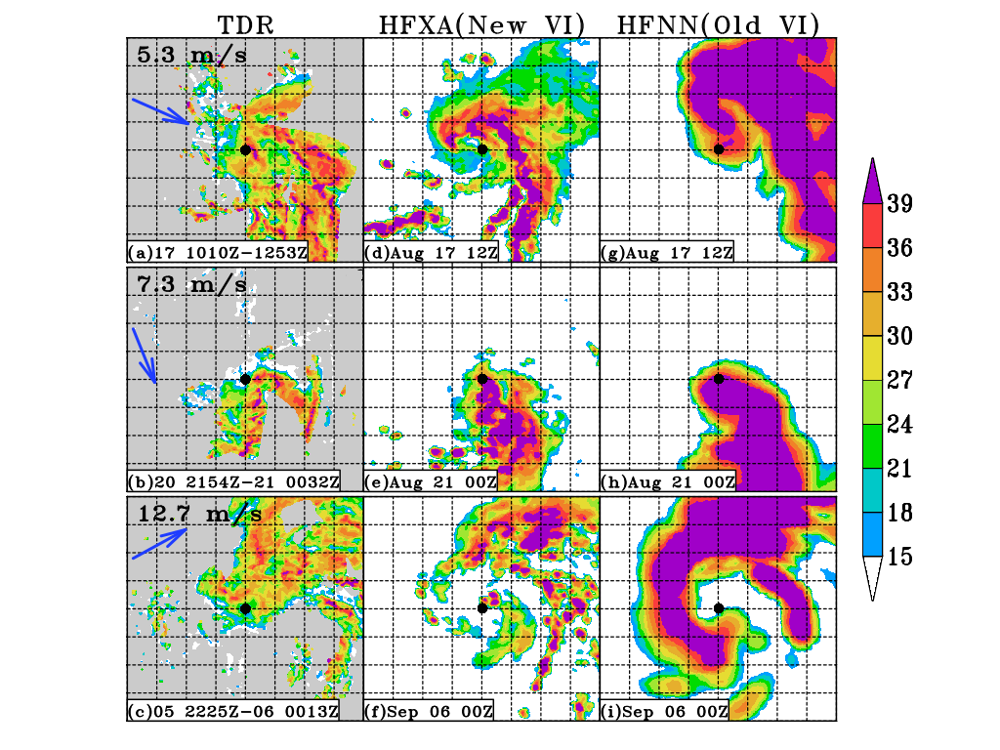 TDR HFXA(New VI) HFNN(Old VI)
5.3 m/s
(a)17 1010Z-1253Z (d)Aug 17 12Z (g)Aug 17 12Z
7.3 m/s
(b)20 2154Z-21 0032Z (e)Aug 21 00Z (h)Aug 21 00Z
12.7 m/s
(c)05 2225Z-06 0013Z (f)Sep 06 00Z (i)Sep 06 00Z
39
36
33
30
27
24
21
18
15